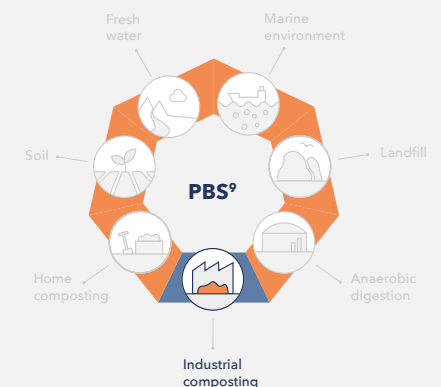 Fresh
water
Marine
environment
Soil
Landfill
PBS⁹
Home
composting
Anaerobic
digestion
Industrial
composting